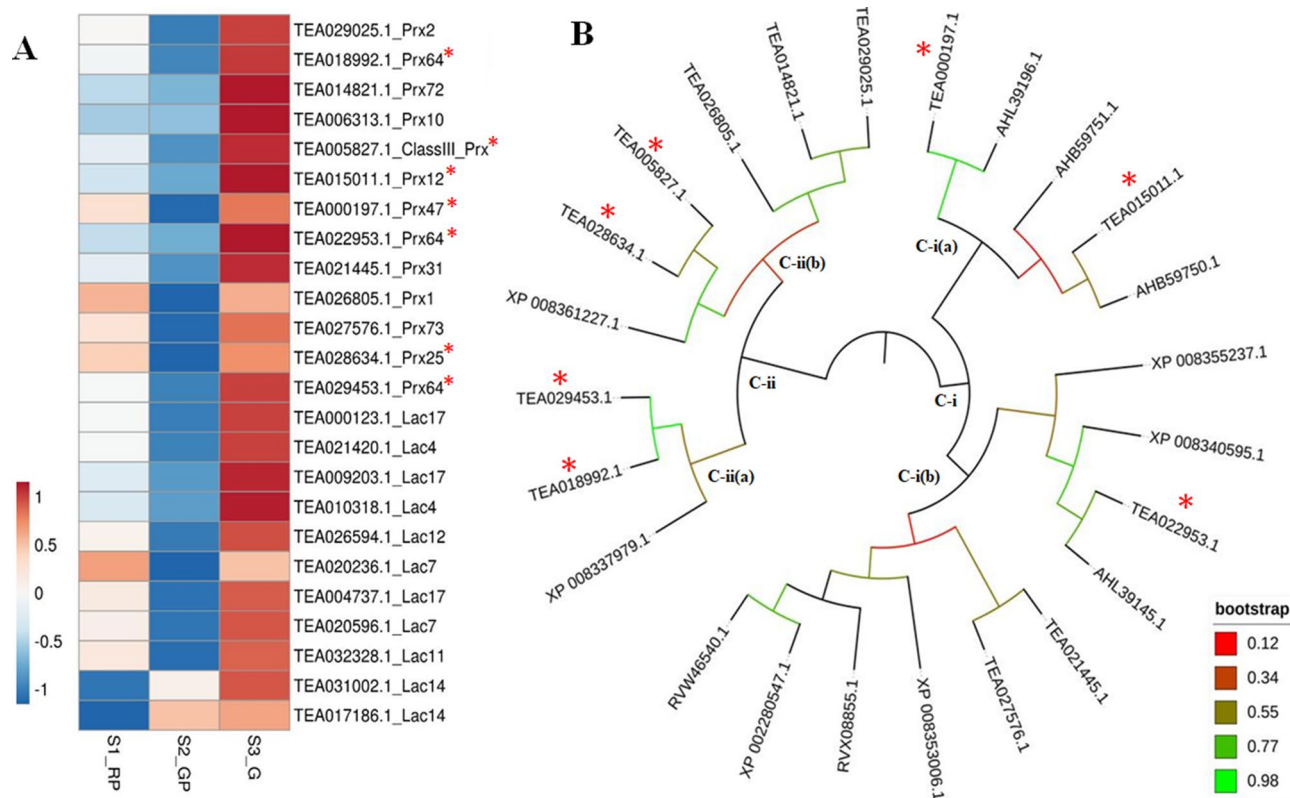 A
TEA029025.1_Prx2
TEA018992.1_Prx64*
TEA014821.1_Prx72
TEA006313.1_Prx10
TEA005827.1_ClassIII_Prx*
TEA015011.1_Prx12*
TEA000197.1_Prx47*
TEA022953.1_Prx64*
TEA021445.1_Prx31
TEA026805.1_Prx1
TEA027576.1_Prx73
TEA028634.1_Prx25*
TEA029453.1_Prx64*
TEA000123.1_Lac17
TEA021420.1_Lac4
TEA009203.1_Lac17
TEA010318.1_Lac4
TEA026594.1_Lac12
TEA020236.1_Lac7
TEA004737.1_Lac17
TEA020596.1_Lac7
TEA032328.1_Lac11
TEA031002.1_Lac14
TEA017186.1_Lac14
1
0.5
0
-0.5
-1
S1_RP
S2_GP
S3_G
B
*
TEA000197.1
AHL39196.1
AHB59751.1
*
TEA015011.1
AHB59750.1
XP 008355237.1
XP 008340595.1
*
TEA022953.1
AHL39145.1
TEA021445.1
TEA027576.1
XP 008353006.1
RVX08855.1
XP 002280547.1
RVW46540.1
XP 008337979.1
*
TEA018992.1
*
TEA029453.1
XP 008361227.1
*
TEA028634.1
*
TEA005827.1
TEA026805.1
TEA014821.1
TEA029025.1
C-i(a)
C-ii(b)
C-ii
C-i
C-i(b)
C-ii(a)
bootstrap
0.12
0.34
0.55
0.77
0.98